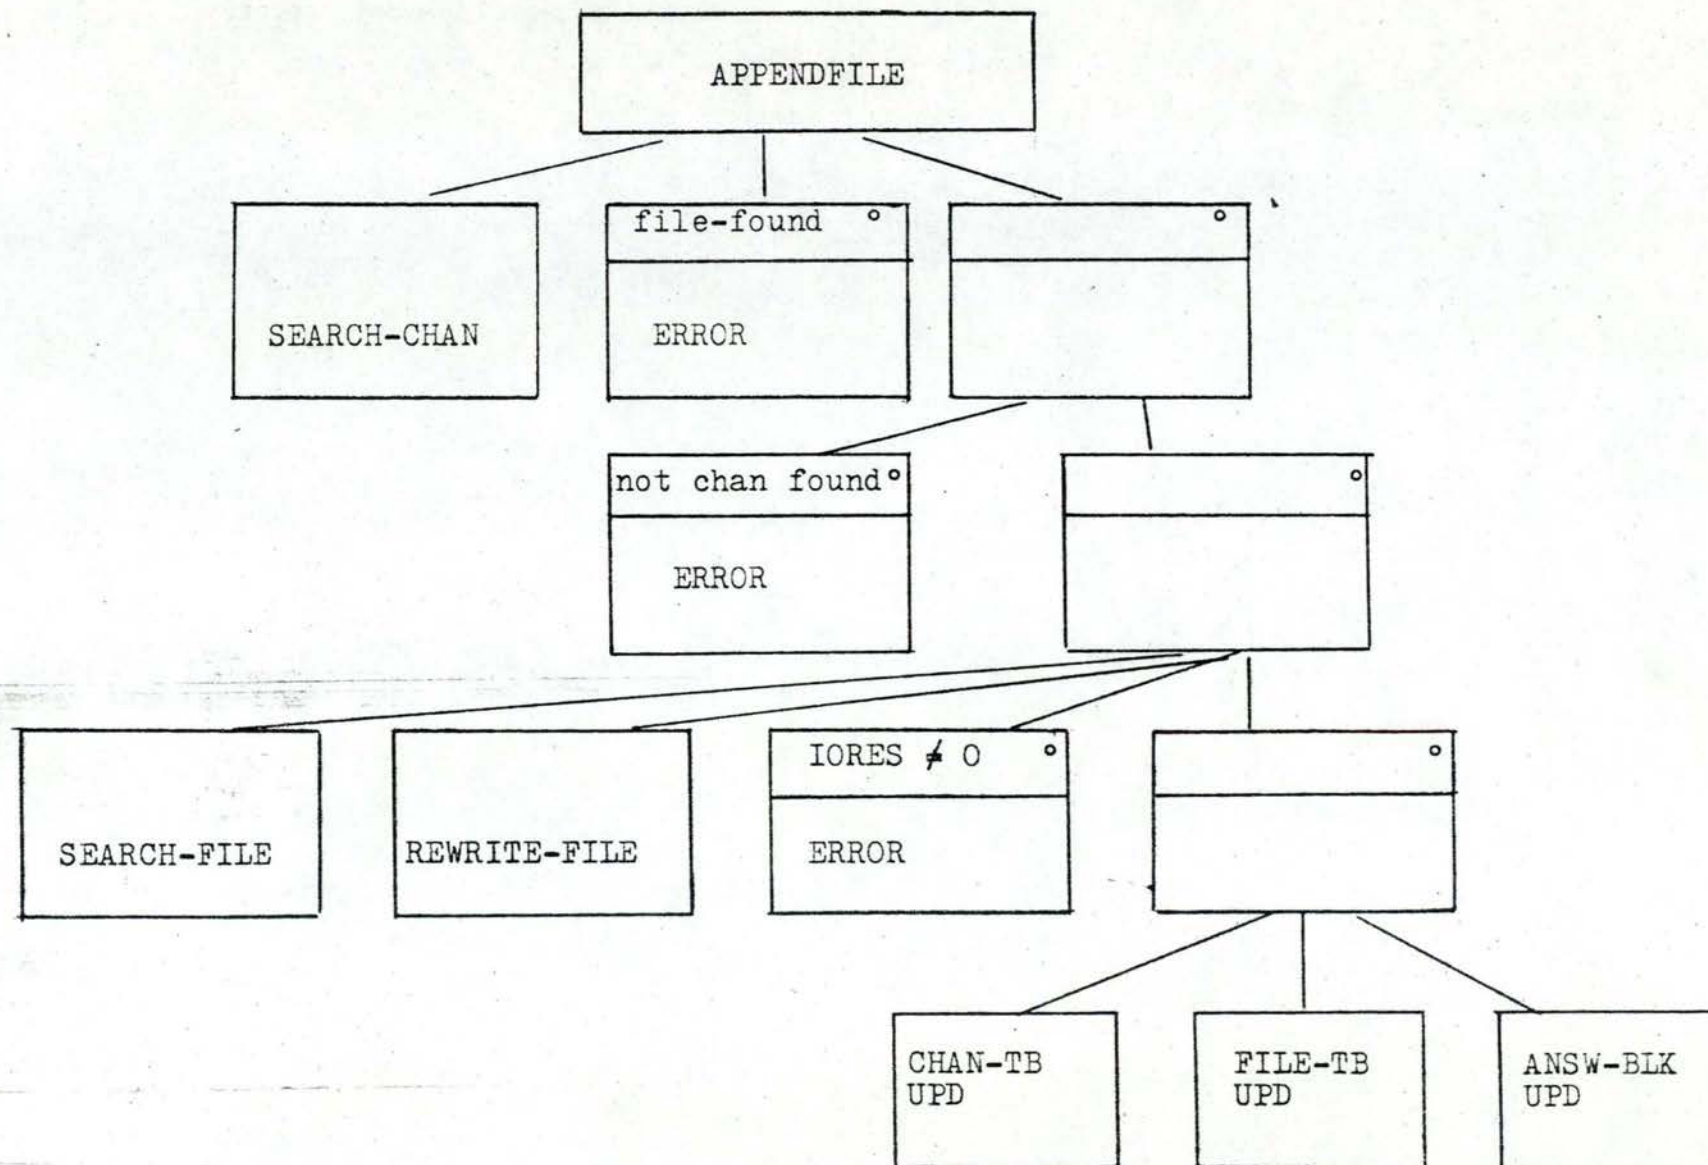 APPENDFILE
file-found
SEARCH-CHAN
ERROR
not chan found
ERROR
IORES ≠ 0
SEARCH-FILE
REWRITE-FILE
ERROR
CHAN-TB
UPD
FILE-TB
UPD
ANSW-BLK
UPD